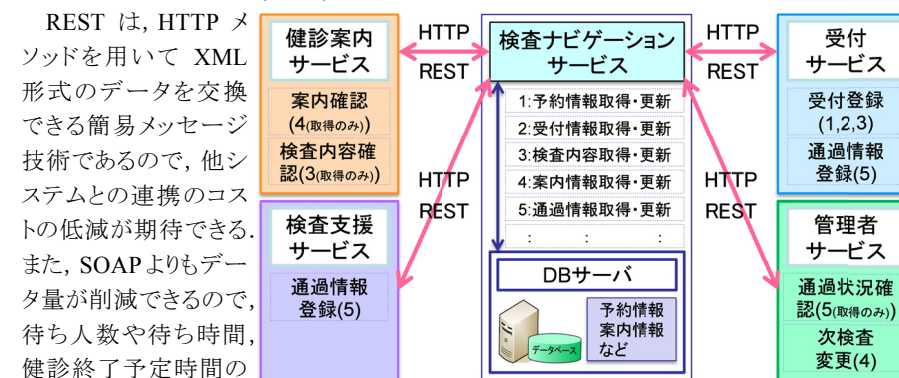 REST は, HTTP メ
ソッドを用いて XML
形式のデータを交換
できる簡易メッセージ
技術であるので, 他シ
ステムとの連携のコス
トの低減が期待できる.
また, SOAP よりもデー
タ量が削減できるので,
待ち人数や待ち時間,
健診終了予定時間の
健診案内
サービス
案内確認
(4(取得のみ))
検査内容確
認(3(取得のみ))
HTTP
REST
検査支援
サービス
通過情報
登録(5)
HTTP
REST
検査ナビゲーション
サービス
1:予約情報取得・更新
2:受付情報取得・更新
3:検査内容取得・更新
4:案内情報取得・更新
5:通過情報取得・更新
: : :
DBサーバ
データベース
予約情報
案内情報
など
HTTP
REST
受付
サービス
受付登録
(1,2,3)
通過情報
登録(5)
HTTP
REST
管理者
サービス
通過状況確
認(5(取得のみ))
次検査
変更(4)